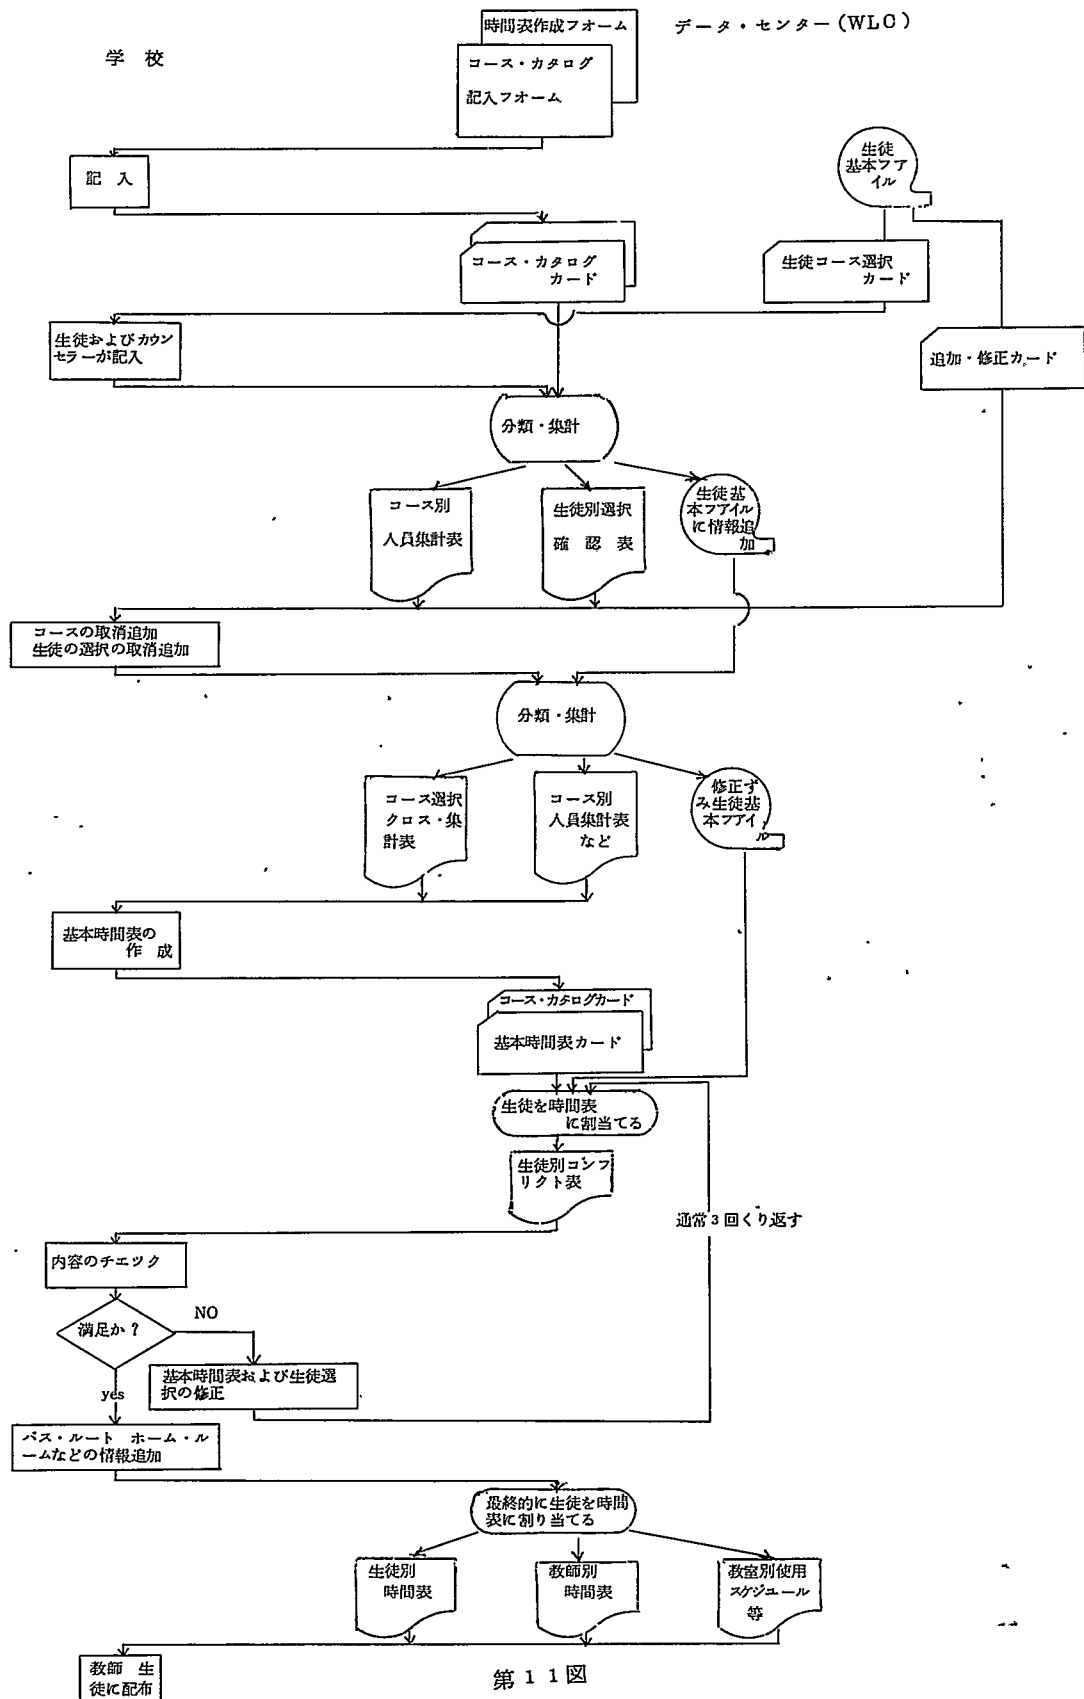 時間表作成フオーム
データ・センター(WLC)
学 校
コース・カタログ
記入フオーム
記 入
生徒
基本フア
イル
コース・カタログ
カード
生徒コース選択
カード
生徒およびカウン
セラーが記入
追加・修正カード
分類・集計
コース別
人員集計表
生徒別選択
確 認 表
生徒基
本フアイル
に情報追
加
コースの取消追加
生徒の選択の取消追加
分類・集計
コース選択
クロス・集
計表
コース別
人員集計表
など
修正ず
み生徒基
本フアイ
ル
基本時間表の
作 成
コース・カタログカード
基本時間表カード
生徒を時間表
に割当てる
生徒別コンフ
リクト表
通常3回くり返す
内容のチエツク
満足か?
NO
yes
基本時間表および生徒選
択の修正
バス・ルート ホーム・ル
ームなどの情報追加
最終的に生徒を時間
表に割り当てる
生徒別
時間表
教師別
時間表
教室別使用
スケジユール
等
教師 生
徒に配布
第11図